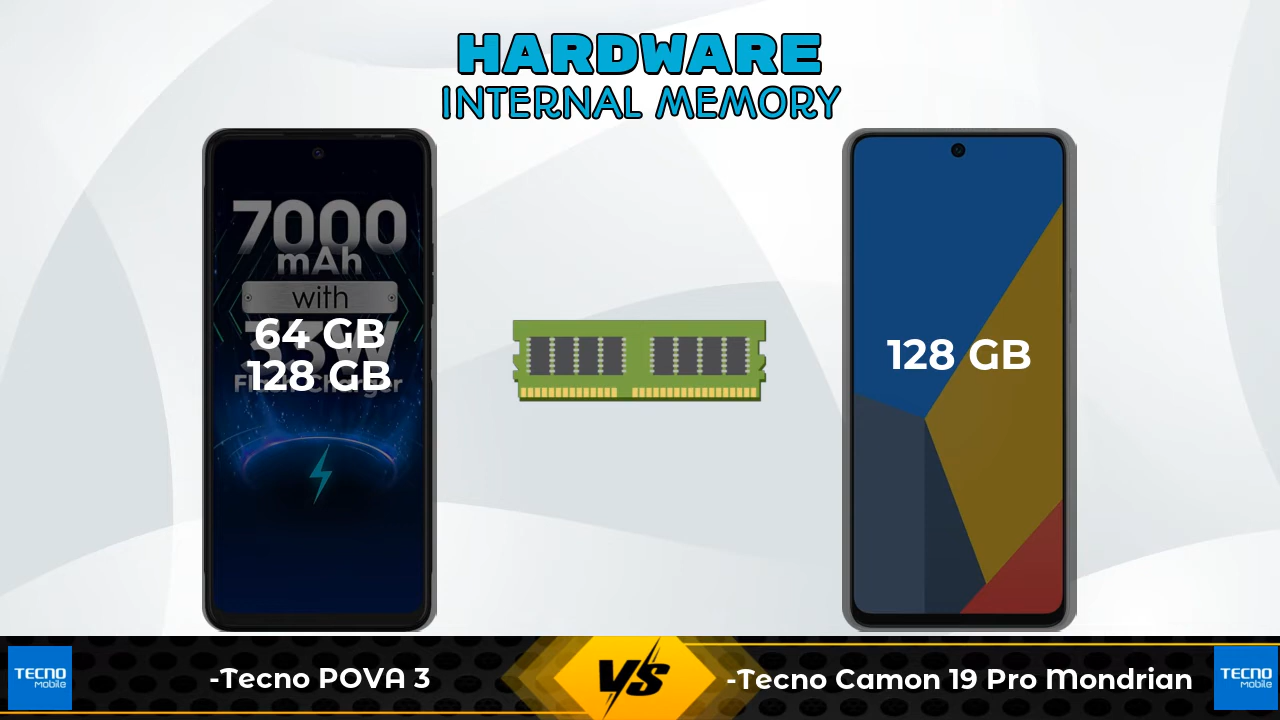 HARDWARE
INTERNAL MEMORY
7000
mAh
with
33W
64 GB
128 GB
128 GB
-Tecno POVA 3
VS
-Tecno Camon 19 Pro Mondrian
TECNO
mobile
TECNO
mobile